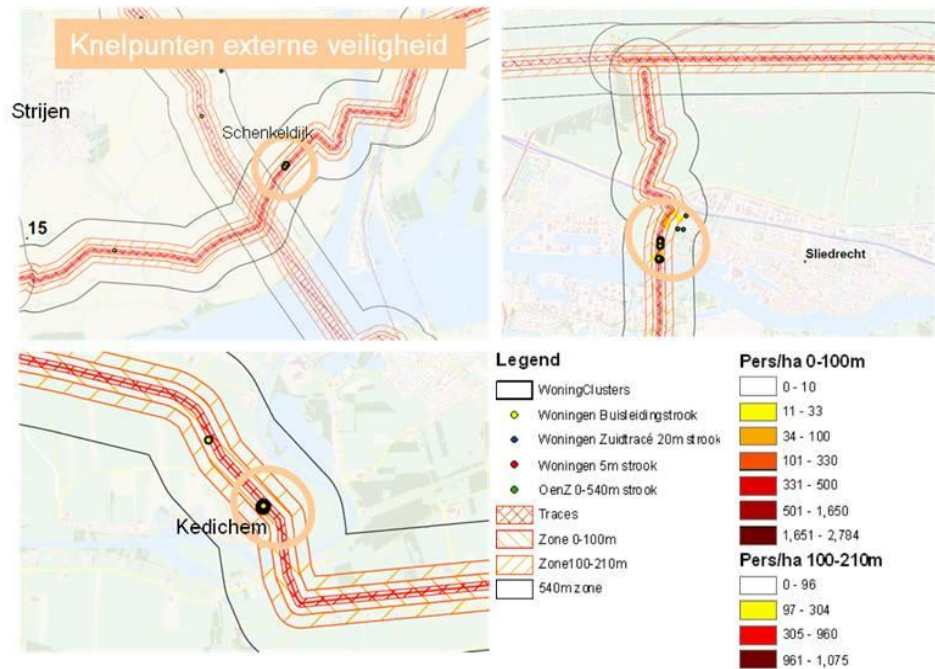 Knelpunten externe veiligheid
Strijen
Schenkeldijk
15
Sliedrecht
Kedichem
Legend
WoningClusters
Woningen Buisleidingstrook
Woningen Zuidtracé 20m strook
Woningen 5m strook
OenZ 0-540m strook
Traces
Zone 0-100m
Zone100-210m
540m zone
Pers/ha 0-100m
0 - 10
11 - 33
34 - 100
101 - 330
331 - 500
501 - 1,650
1,651 - 2,784
Pers/ha 100-210m
0 - 96
97 - 304
305 - 960
961 - 1,075